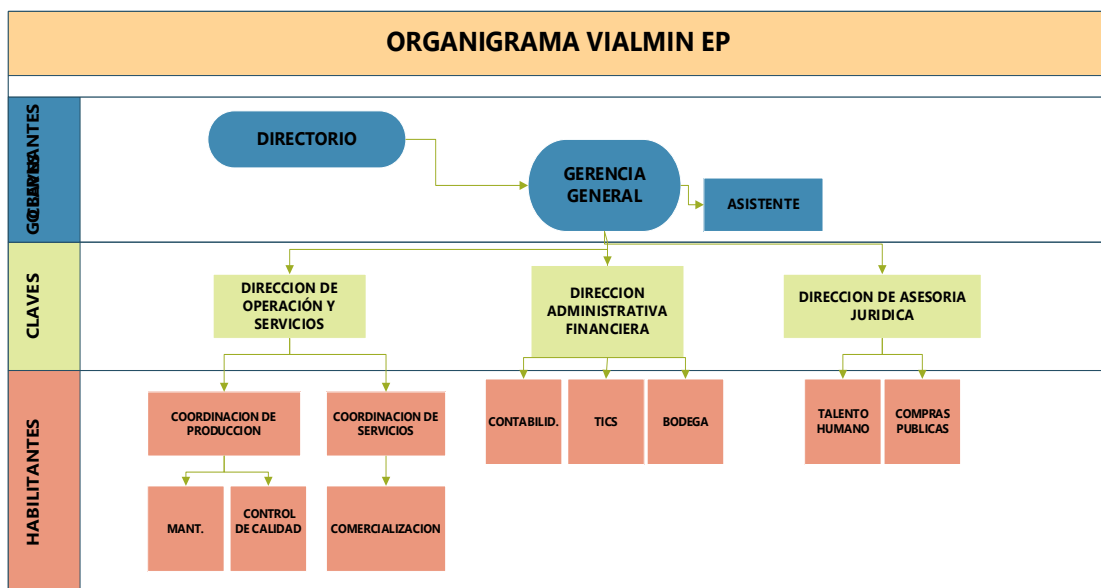 ORGANIGRAMA VIALMIN EP
DIRECTORIO
GERENCIA
GENERAL
ASISTENTE
CLAVES
DIRECCION DE
OPERACIÓN Y
SERVICIOS
DIRECCION
ADMINISTRATIVA
FINANCIERA
DIRECCION DE ASESORIA
JURIDICA
HABILITANTES
COORDINACION DE
PRODUCCION
COORDINACION DE
SERVICIOS
CONTABILID.
TICS
BODEGA
TALENTO
HUMANO
COMPRAS
PUBLICAS
MANT.
CONTROL
DE CALIDAD
COMERCIALIZACION